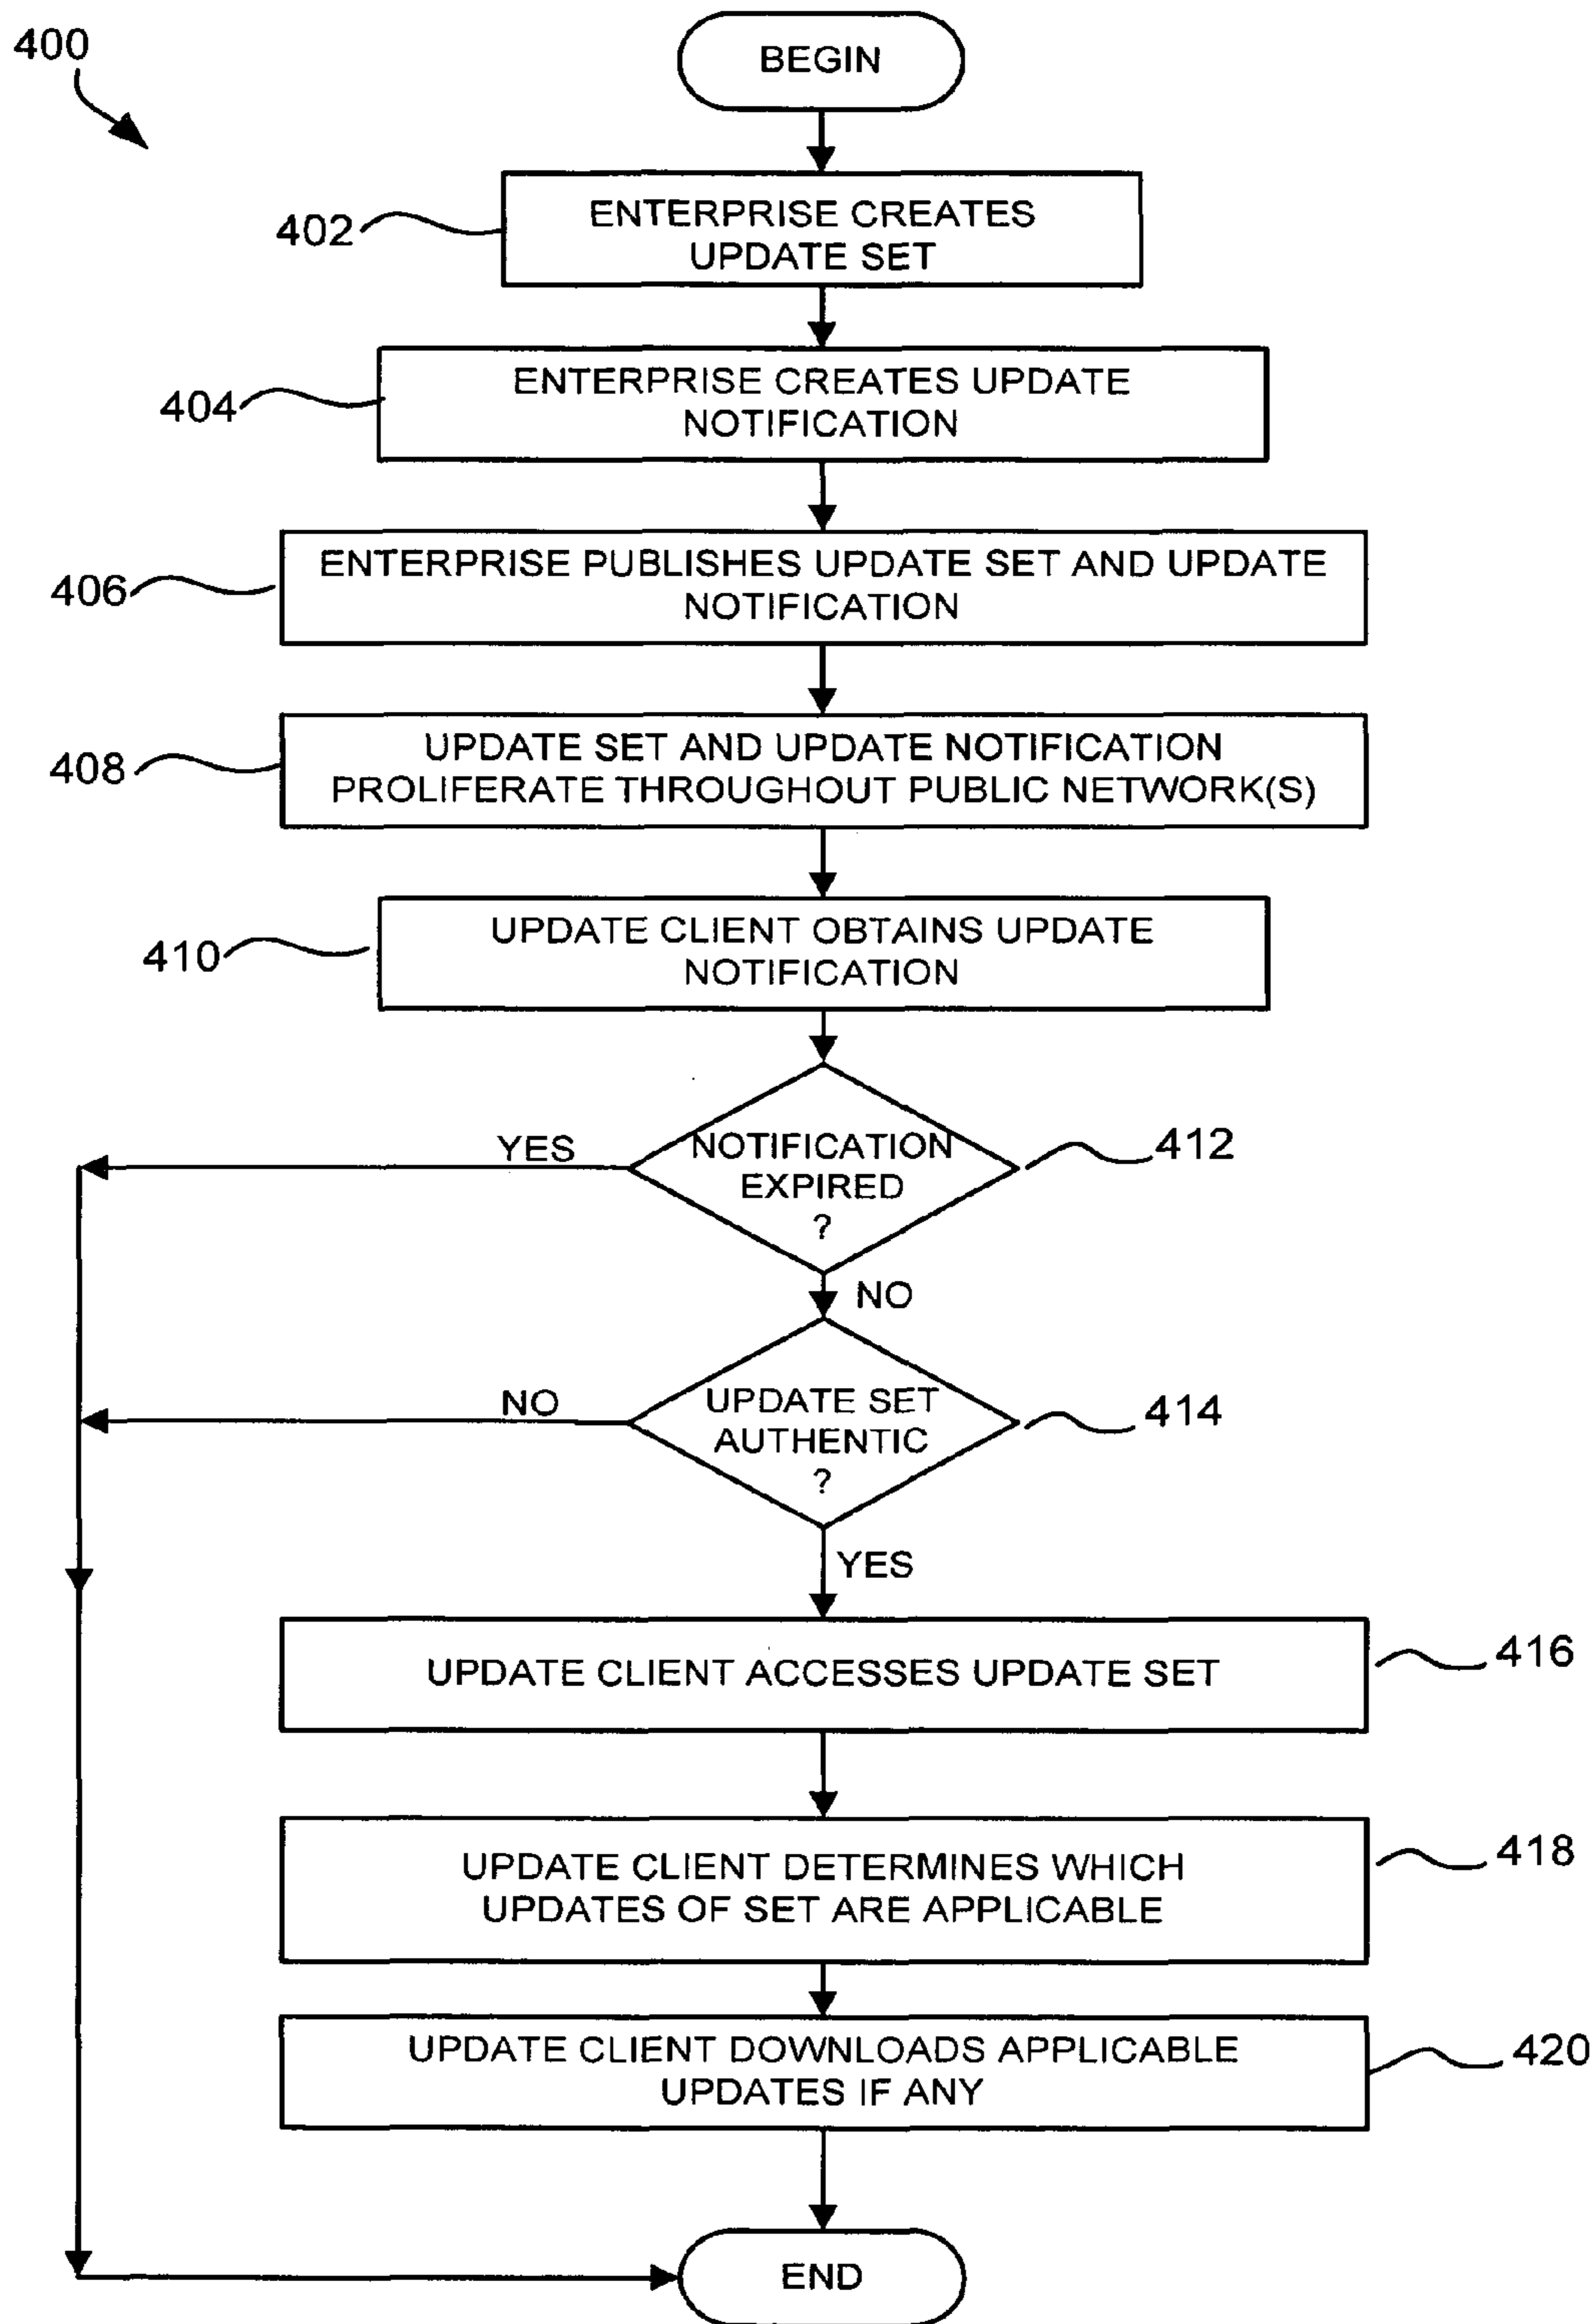 400
BEGIN
402
ENTERPRISE CREATES
UPDATE SET
404
ENTERPRISE CREATES UPDATE
NOTIFICATION
406
ENTERPRISE PUBLISHES UPDATE SET AND UPDATE
NOTIFICATION
408
UPDATE SET AND UPDATE NOTIFICATION
PROLIFERATE THROUGHOUT PUBLIC NETWORK(S)
410
UPDATE CLIENT OBTAINS UPDATE
NOTIFICATION
YES
NOTIFICATION
EXPIRED
?
412
NO
NO
UPDATE SET
AUTHENTIC
?
414
YES
UPDATE CLIENT ACCESSES UPDATE SET
416
UPDATE CLIENT DETERMINES WHICH
UPDATES OF SET ARE APPLICABLE
418
UPDATE CLIENT DOWNLOADS APPLICABLE
UPDATES IF ANY
420
END